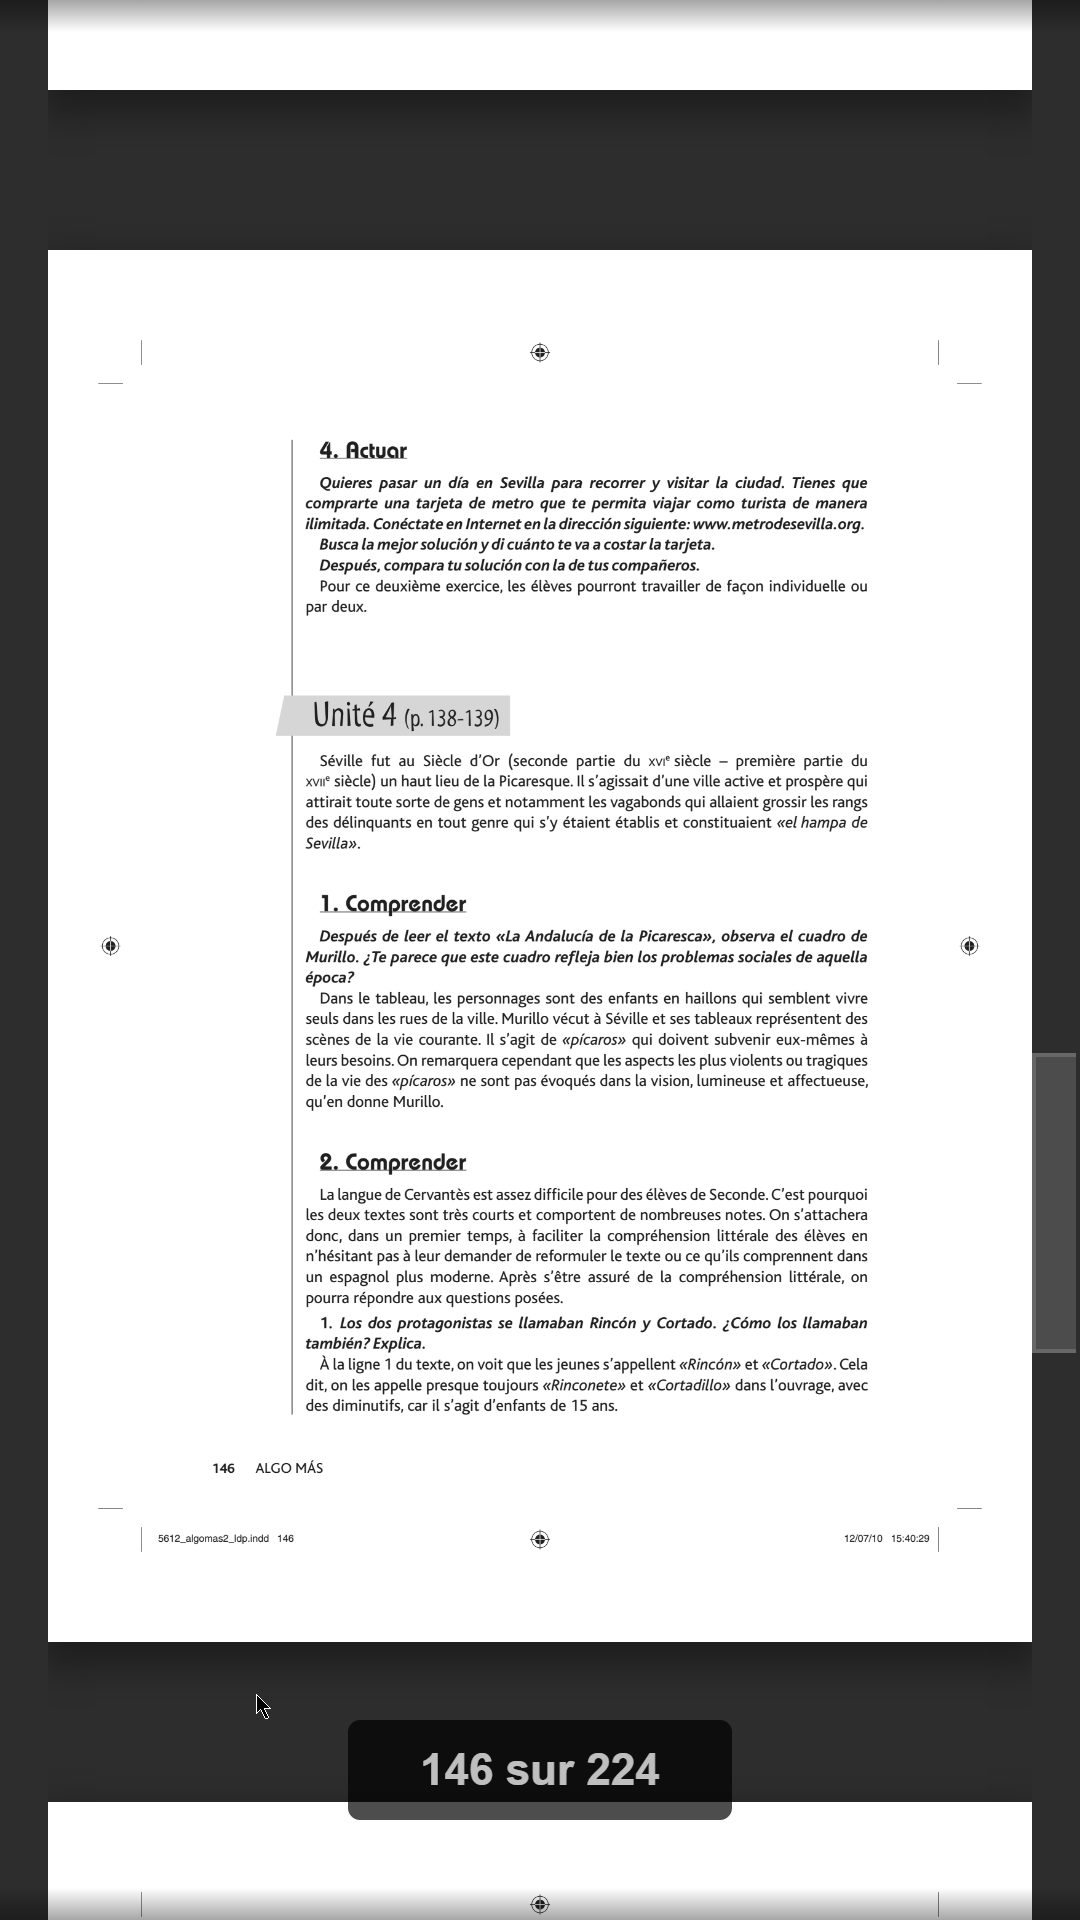 4. Actuar
Quieres pasar un día en Sevilla para recorrer y visitar la ciudad. Tienes que
comprarte una tarjeta de metro que te permita viajar como turista de manera
ilimitada. Conéctate en Internet en la dirección siguiente: www.metrodesevilla.org.
Busca la mejor solución y di cuánto te va a costar la tarjeta.
Después, compara tu solución con la de tus compañeros.
Pour ce deuxième exercice, les élèves pourront travailler de façon individuelle ou
par deux.
Unité 4 (p. 138-139)
Séville fut au Siècle d’Or (seconde partie du XVIe siècle – première partie du
XVIIe siècle) un haut lieu de la Picaresque. Il s’agissait d’une ville active et prospère qui
attirait toute sorte de gens et notamment les vagabonds qui allaient grossir les rangs
des délinquants en tout genre qui s’y étaient établis et constituaient «el hampa de
Sevilla».
1. Comprender
Después de leer el texto «La Andalucía de la Picaresca», observa el cuadro de
Murillo. ¿Te parece que este cuadro refleja bien los problemas sociales de aquella
época?
Dans le tableau, les personnages sont des enfants en haillons qui semblent vivre
seuls dans les rues de la ville. Murillo vécut à Séville et ses tableaux représentent des
scènes de la vie courante. Il s’agit de «pícaros» qui doivent subvenir eux-mêmes à
leurs besoins. On remarquera cependant que les aspects les plus violents ou tragiques
de la vie des «pícaros» ne sont pas évoqués dans la vision, lumineuse et affectueuse,
qu’en donne Murillo.
2. Comprender
La langue de Cervantès est assez difficile pour des élèves de Seconde. C’est pourquoi
les deux textes sont très courts et comportent de nombreuses notes. On s’attachera
donc, dans un premier temps, à faciliter la compréhension littérale des élèves en
n’hésitant pas à leur demander de reformuler le texte ou ce qu’ils comprennent dans
un espagnol plus moderne. Après s’être assuré de la compréhension littérale, on
pourra répondre aux questions posées.
1. Los dos protagonistas se llamaban Rincón y Cortado. ¿Cómo los llamaban
también? Explica.
À la ligne 1 du texte, on voit que les jeunes s’appellent «Rincón» et «Cortado». Cela
dit, on les appelle presque toujours «Rinconete» et «Cortadillo» dans l’ouvrage, avec
des diminutifs, car il s’agit d’enfants de 15 ans.
146 ALGO MÁS
5612_algomas2_ldp.indd 146 12/07/10 15:40:29
146 sur 224